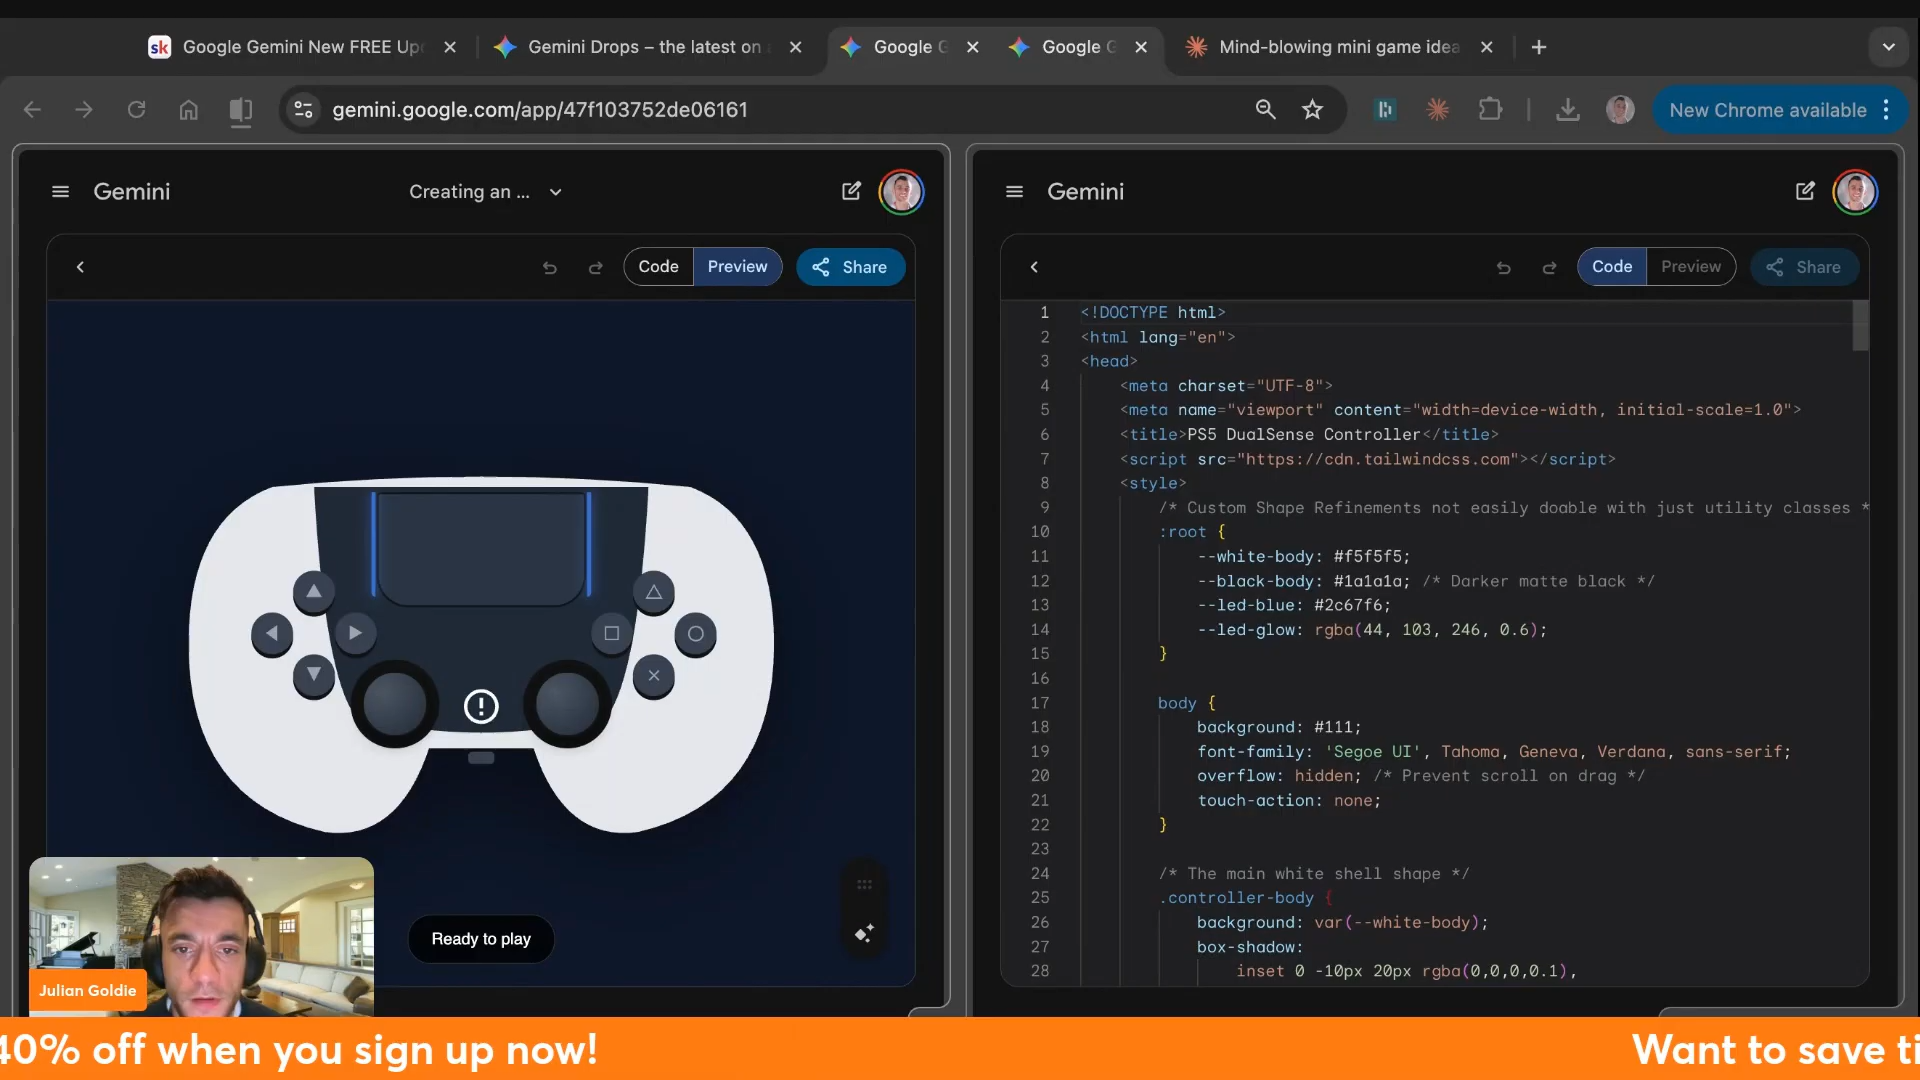 sk Google Gemini New FREE Up
Gemini Drops – the latest on
Google G
Google G
Mind-blowing mini game idea
gemini.google.com/app/47f103752de06161
New Chrome available
Gemini
Creating an ...
Code
Preview
Share
Ready to play
Julian Goldie
Gemini
Code
Preview
Share
1 <!DOCTYPE html>
2 <html lang="en">
3 <head>
4 <meta charset="UTF-8">
5 <meta name="viewport" content="width=device-width, initial-scale=1.0">
6 <title>PS5 DualSense Controller</title>
7 <script src="https://cdn.tailwindcss.com"></script>
8 <style>
9 /* Custom Shape Refinements not easily doable with just utility classes *
10 :root {
11 --white-body: #f5f5f5;
12 --black-body: #1a1a1a; /* Darker matte black */
13 --led-blue: #2c67f6;
14 --led-glow: rgba(44, 103, 246, 0.6);
15 }
16
17 body {
18 background: #111;
19 font-family: 'Segoe UI', Tahoma, Geneva, Verdana, sans-serif;
20 overflow: hidden; /* Prevent scroll on drag */
21 touch-action: none;
22 }
23
24 /* The main white shell shape */
25 .controller-body {
26 background: var(--white-body);
27 box-shadow:
28 inset 0 -10px 20px rgba(0,0,0,0.1),
40% off when you sign up now!
Want to save ti